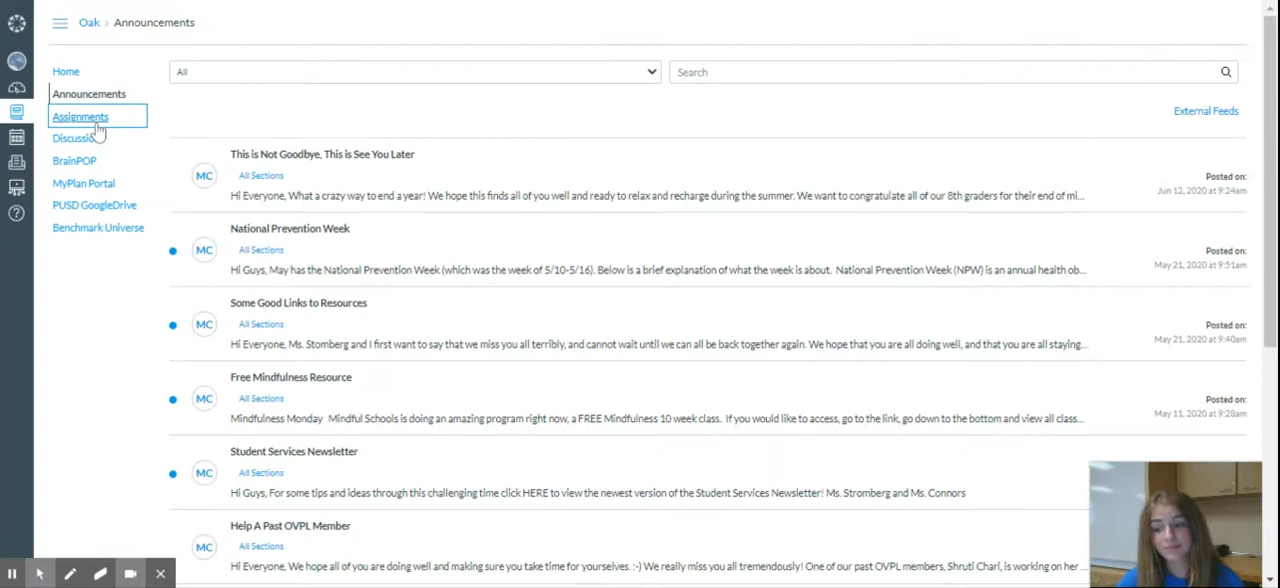 Oak > Announcements
Home
Announcements
Assignments
BrainPOP
MyPlan Portal
PUSD GoogleDrive
Benchmark Universe
All
Search
External Feeds
MC
This is Not Goodbye, This is See You Later
All Sections
Hi Everyone, What a crazy way to end a year! We hope this finds all of you well and ready to relax and recharge during the summer. We want to congratulate all of our 8th graders for their end of mi...
Posted on:
Jun 12, 2020 at 9:24am
MC
National Prevention Week
All Sections
Hi Guys, May has the National Prevention Week (which was the week of 5/10-5/16). Below is a brief explanation of what the week is about.  National Prevention Week (NPW) is an annual health ob...
Posted on:
May 21, 2020 at 9:51am
MC
Some Good Links to Resources
All Sections
Hi Everyone, Ms. Stomberg and I first want to say that we miss you all terribly, and cannot wait until we can all be back together again. We hope that you are all doing well, and that you are all staying...
Posted on:
May 21, 2020 at 9:40am
MC
Free Mindfulness Resource
All Sections
Mindfulness Monday  Mindful Schools is doing an amazing program right now, a FREE Mindfulness 10 week class.  If you would like to access, go to the link, go down to the bottom and view all class...
Posted on:
May 11, 2020 at 9:28am
MC
Student Services Newsletter
All Sections
Hi Guys, For some tips and ideas through this challenging time click HERE to view the newest version of the Student Services Newsletter! Ms. Stromberg and Ms. Connors
MC
Help A Past OVPL Member
All Sections
Hi Everyone, We hope all of you are doing well and making sure you take time for yourselves. :-) We really miss you all tremendously! One of our past OVPL members, Shruti Chari, is working on her ...